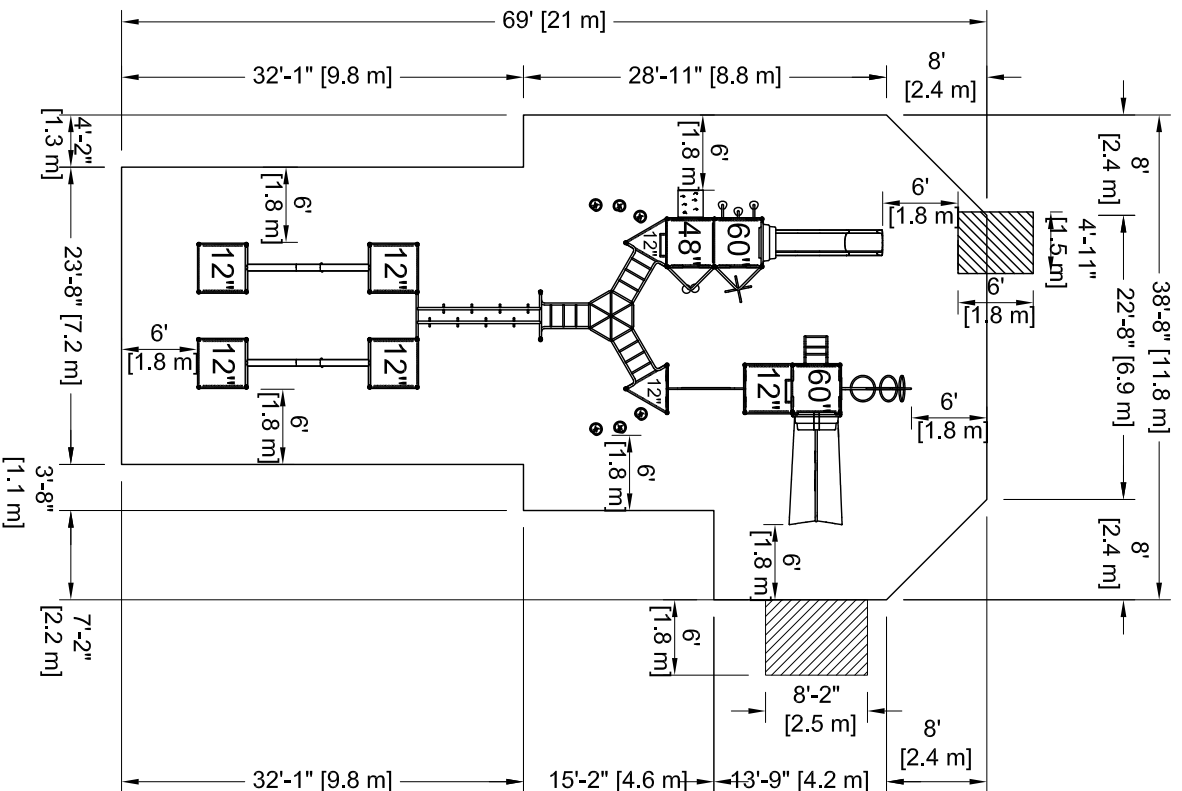 69' [21 m]
32'-1" [9.8 m]
28'-11" [8.8 m]
8'
[2.4 m]
4'-2"
[1.3 m]
6'
[1.8 m]
8'
[2.4 m]
6'
[1.8 m]
6'
[1.8 m]
4'-11"
[1.5 m]
6'
[1.8 m]
38'-8" [11.8 m]
22'-8" [6.9 m]
23'-8" [7.2 m]
12"
12"
12"
48"
60"
6'
[1.8 m]
12"
12"
12"
12"
60"
6'
[1.8 m]
6'
[1.8 m]
6'
[1.8 m]
3'-8"
[1.1 m]
6'
[1.8 m]
8'
[2.4 m]
7'-2"
[2.2 m]
6'
[1.8 m]
8'-2"
[2.5 m]
8'
[2.4 m]
32'-1" [9.8 m]
15'-2" [4.6 m]
13'-9" [4.2 m]